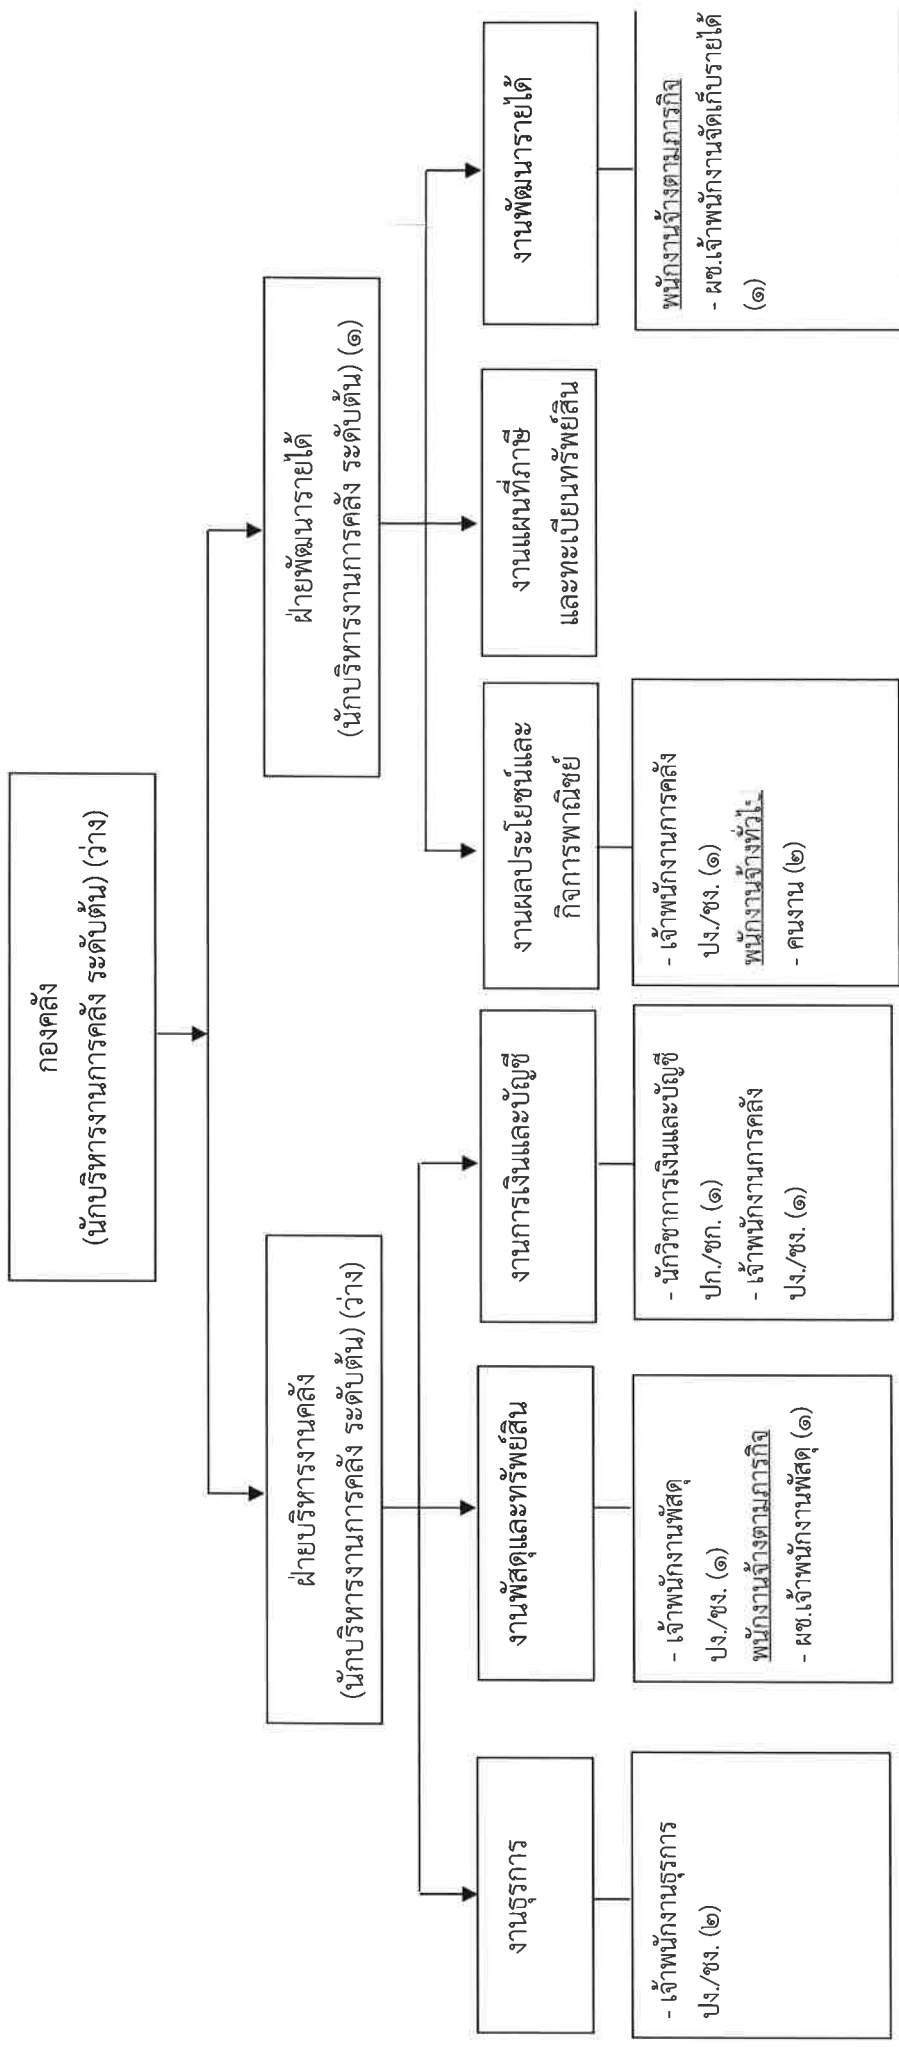 กองคลัง
(นักบริหารงานการคลัง ระดับต้น) (ว่าง)
ฝ่ายบริหารงานคลัง
(นักบริหารงานการคลัง ระดับต้น) (ว่าง)
ฝ่ายพัฒนารายได้
(นักบริหารงานการคลัง ระดับต้น) (๑)
งานธุรการ
งานพัสดุและทรัพย์สิน
งานการเงินและบัญชี
งานผลประโยชน์และ
กิจการพาณิชย์
งานแผนที่ภาษี
และทะเบียนทรัพย์สิน
งานพัฒนารายได้
- เจ้าพนักงานธุรการ
ปง./ชง. (๒)
- เจ้าพนักงานพัสดุ
ปง./ชง. (๑)
พนักงานจ้างตามภารกิจ
- ผช.เจ้าพนักงานพัสดุ (๑)
- นักวิชาการเงินและบัญชี
ปก./ชก. (๑)
- เจ้าพนักงานการคลัง
ปง./ชง. (๑)
- เจ้าพนักงานการคลัง
ปง./ชง. (๑)
พนักงานจ้างทั่วไป
- คนงาน (๒)
พนักงานจ้างตามภารกิจ
- ผช.เจ้าพนักงานจัดเก็บรายได้
(๑)